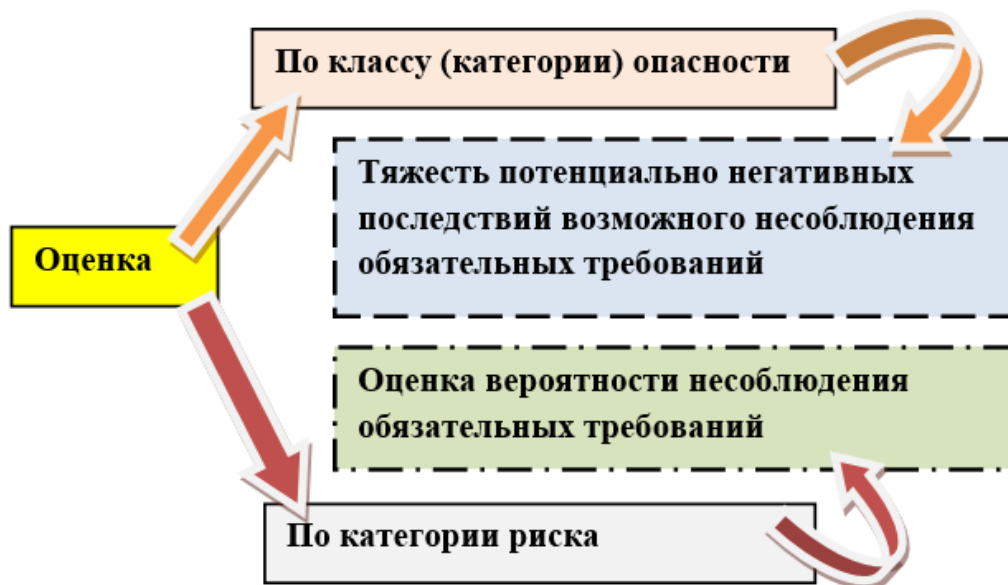 По классу (категории) опасности
Тяжесть потенциально негативных
последствий возможного несоблюдения
обязательных требований
Оценка
Оценка вероятности несоблюдения
обязательных требований
По категории риска